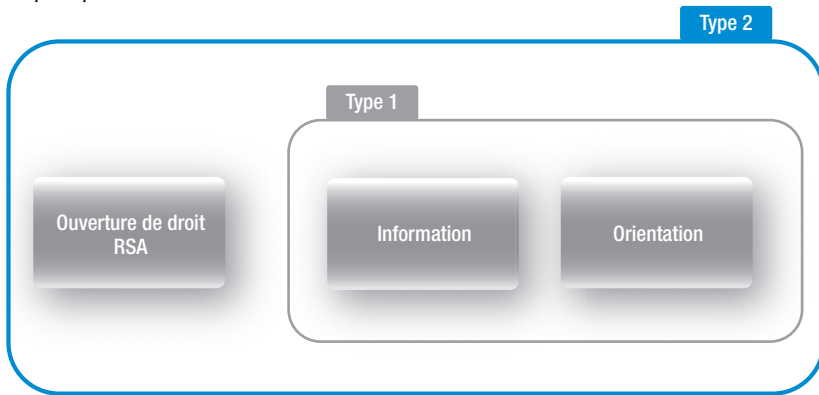 Type 2
Type 1
Ouverture de droit
RSA
Information
Orientation